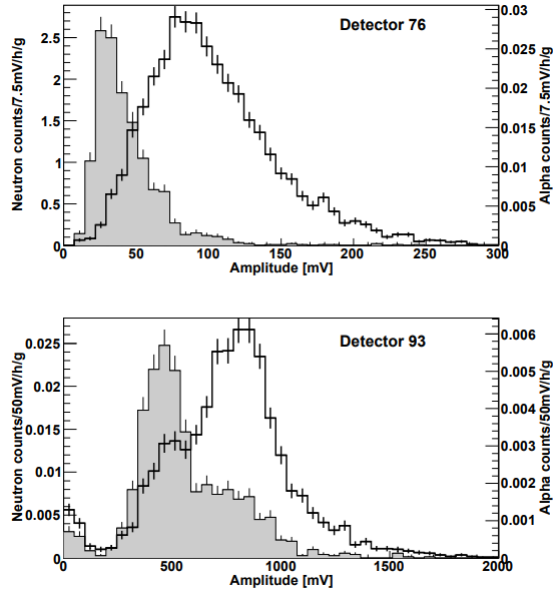 Detector 76
Neutron counts/7.5mV/h/g
Alpha counts/7.5mV/h/g
2.5
2
1.5
1
0.5
0
0.03
0.025
0.02
0.015
0.01
0.005
0
0 50 100 150 200 250 300
Amplitude [mV]
Detector 93
Neutron counts/50mV/h/g
Alpha counts/50mV/h/g
0.025
0.02
0.015
0.01
0.005
0
0.006
0.005
0.004
0.003
0.002
0.001
0
0 500 1000 1500 2000
Amplitude [mV]